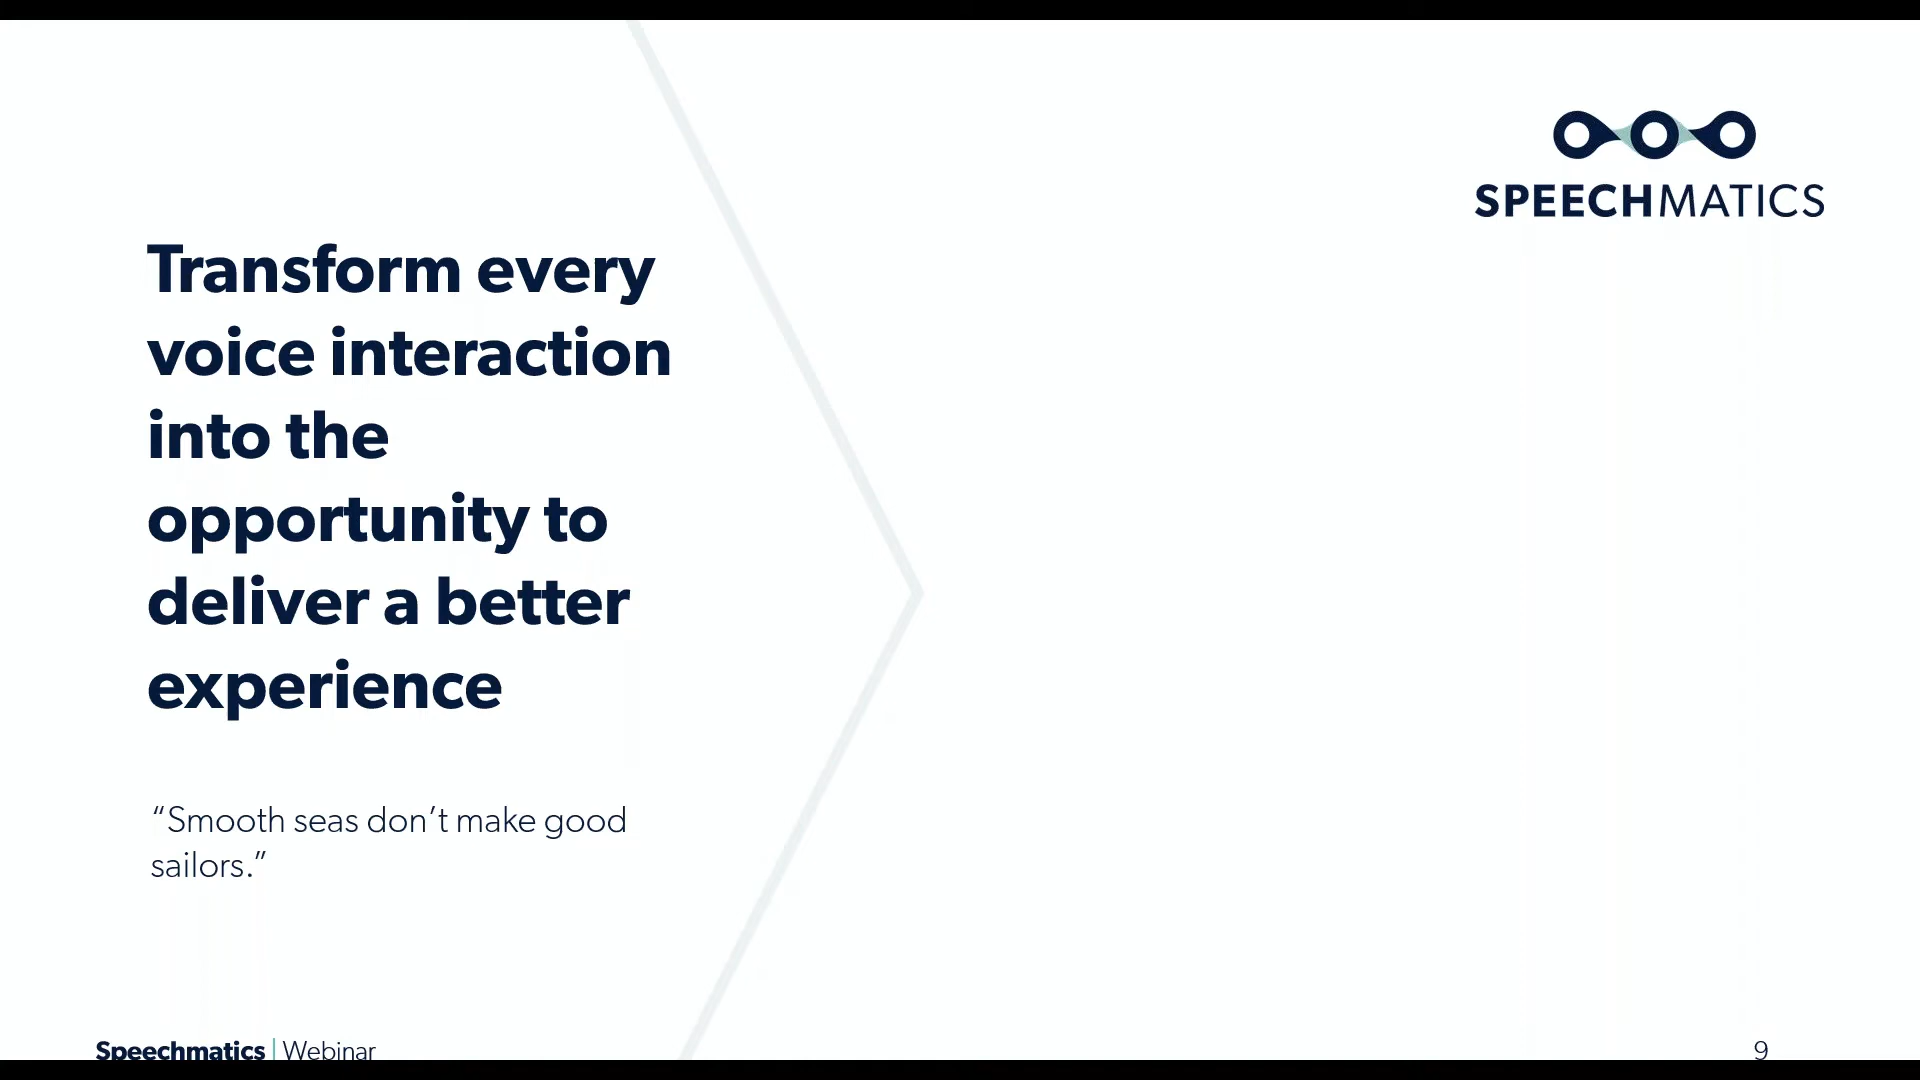 SPEECHMATICS
Transform every
voice interaction
into the
opportunity to
deliver a better
experience
“Smooth seas don’t make good
sailors.”
Speechmatics | Webinar
9